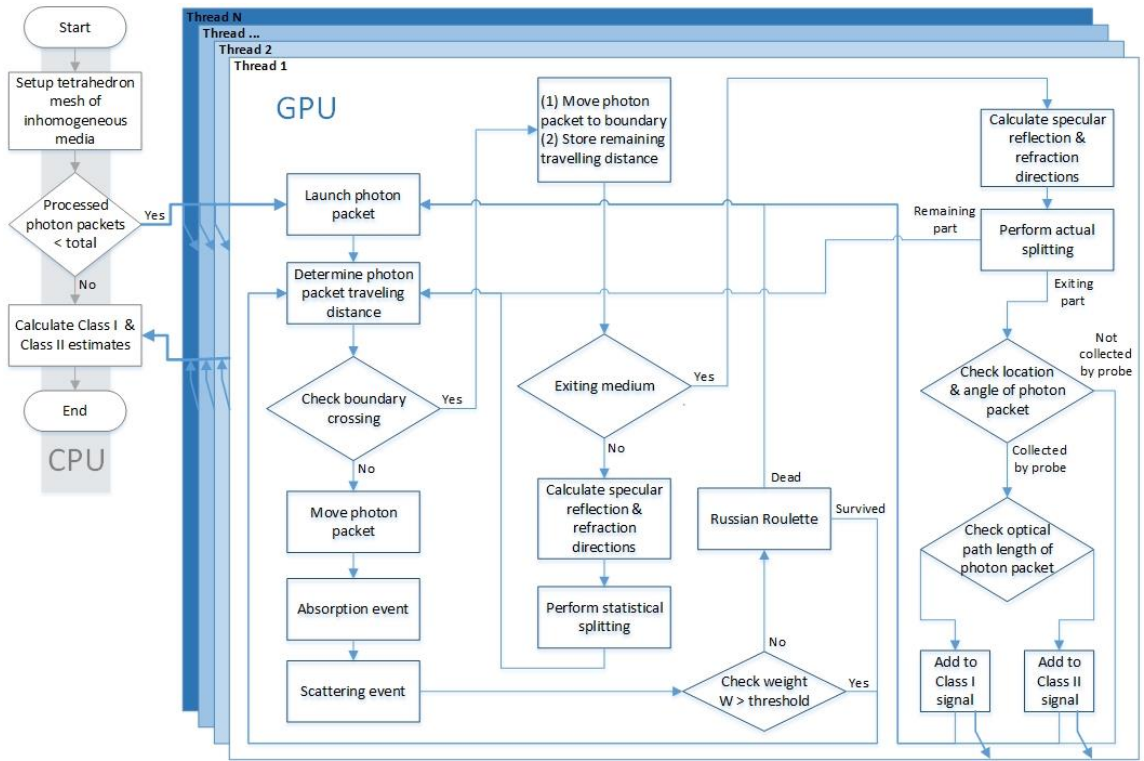 Start
Setup tetrahedron
mesh of
inhomogeneous
media
Processed
photon packets
< total
Yes
No
Calculate Class I &
Class II estimates
End
CPU
Thread N
Thread ...
Thread 2
Thread 1
GPU
Launch photon
packet
Determine photon
packet traveling
distance
Check boundary
crossing
Yes
No
Move photon
packet
Absorption event
Scattering event
(1) Move photon
packet to boundary
(2) Store remaining
travelling distance
Exiting medium
Yes
No
Calculate specular
reflection &
refraction
directions
Perform statistical
splitting
Dead
Survived
Russian Roulette
No
Check weight
W > threshold
Yes
Calculate specular
reflection &
refraction
directions
Remaining
part
Perform actual
splitting
Exiting
part
Not
collected
by probe
Check location
& angle of photon
packet
Collected
by probe
Check optical
path length of
photon packet
Add to
Class I
signal
Add to
Class II
signal